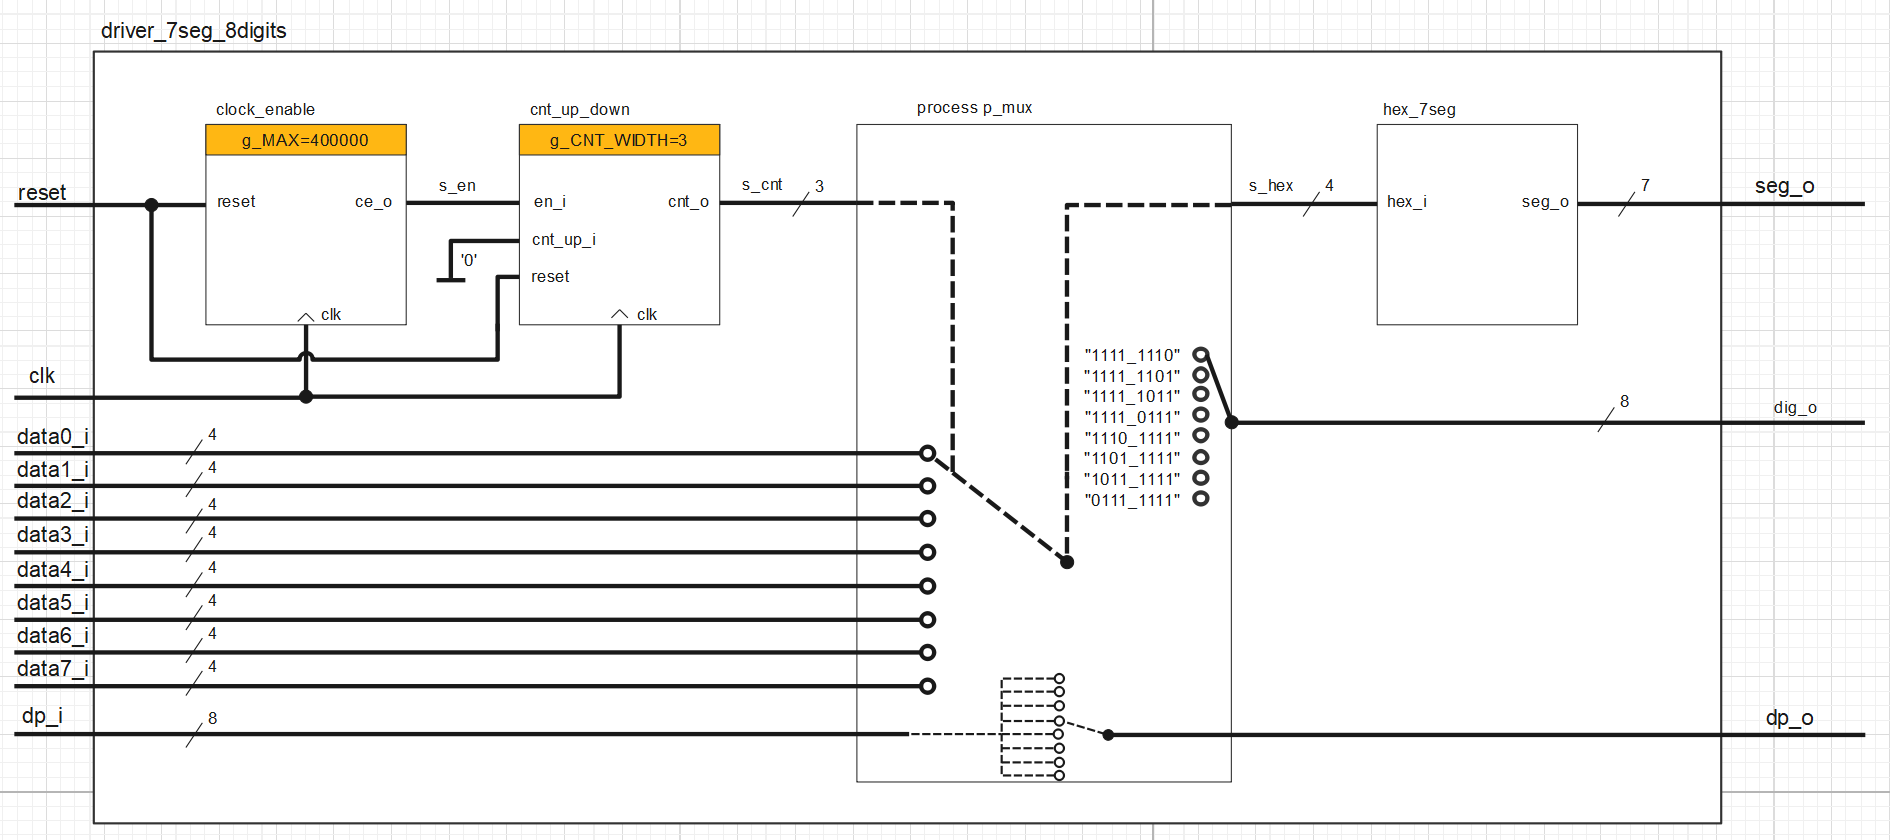 driver_7seg_8digits
clock_enable
g_MAX=400000
reset
ce_o
clk
cnt_up_down
g_CNT_WIDTH=3
en_i
cnt_o
cnt_up_i
reset
clk
process p_mux
hex_7seg
hex_i
seg_o
reset
s_en
'0'
s_cnt
3
s_hex
4
7
seg_o
clk
"1111_1110"
"1111_1101"
"1111_1011"
"1111_0111"
"1110_1111"
"1101_1111"
"1011_1111"
"0111_1111"
8
dig_o
data0_i
4
data1_i
4
data2_i
4
data3_i
4
data4_i
4
data5_i
4
data6_i
4
data7_i
4
dp_i
8
dp_o